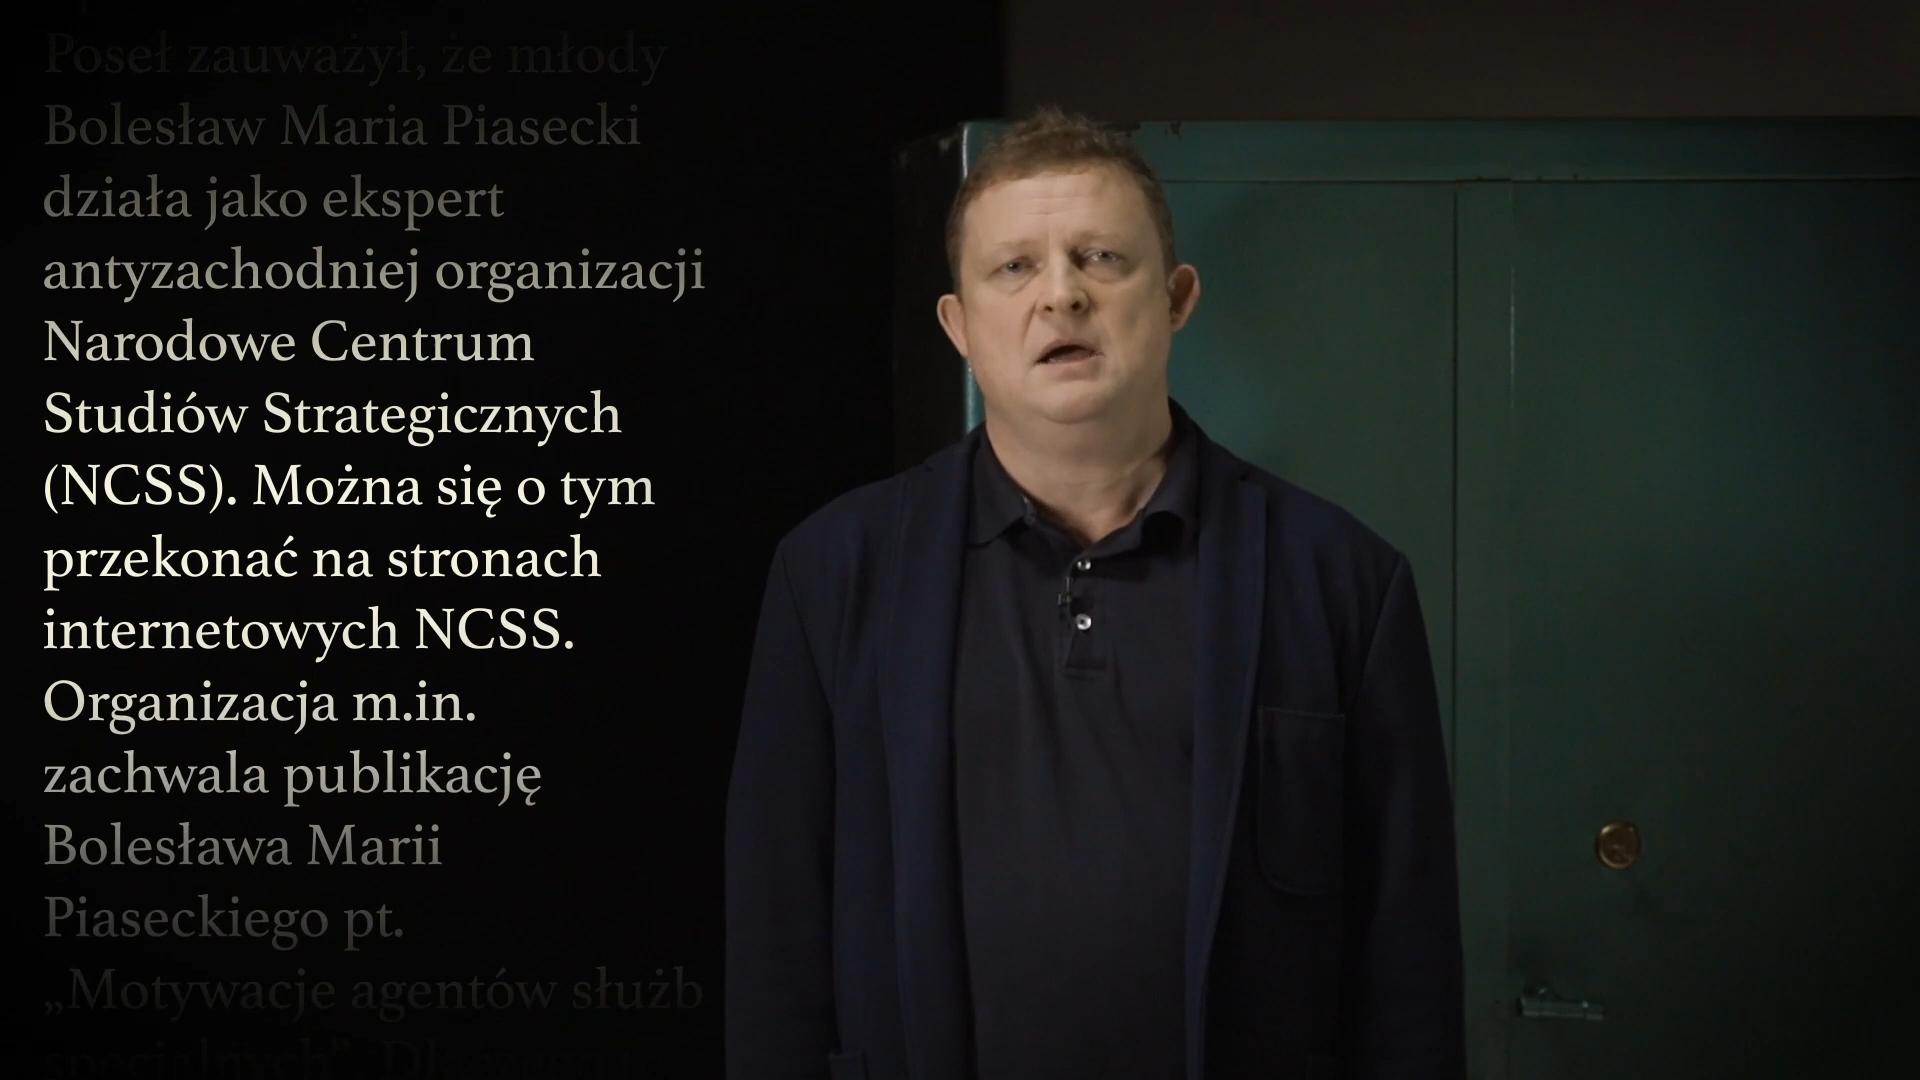 Poseł zauważył, że młody
Bolesław Maria Piasecki
działa jako ekspert
antyzachodniej organizacji
Narodowe Centrum
Studiów Strategicznych
(NCSS). Można się o tym
przekonać na stronach
internetowych NCSS.
Organizacja m.in.
zachwala publikację
Bolesława Marii
Piaseckiego pt.
„Motywacje agentów służb
specjalnych”.